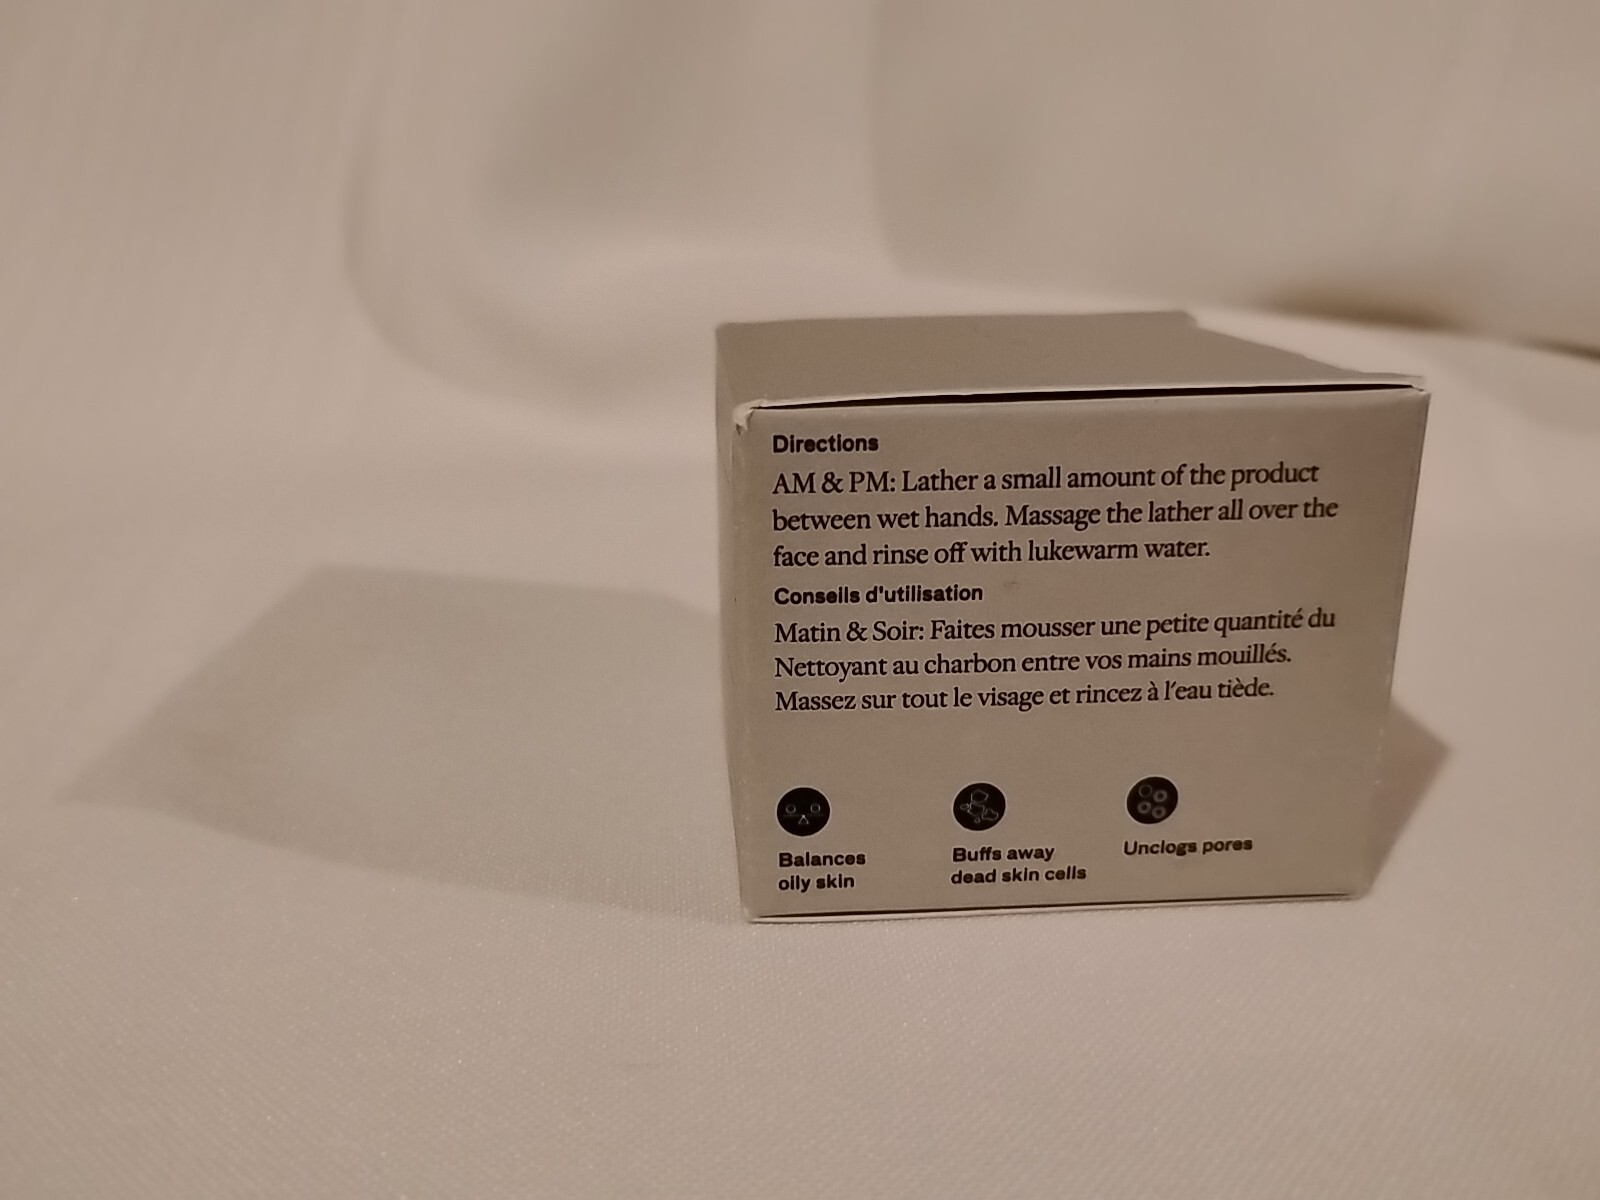 Directions
AM & PM: Lather a small amount of the product
between wet hands. Massage the lather all over the
face and rinse off with lukewarm water.
Conseils d'utilisation
Matin & Soir: Faites mousser une petite quantité du
Nettoyant au charbon entre vos mains mouillés.
Massez sur tout le visage et rincez à l'eau tiède.
Balances
oily skin
Buffs away
dead skin cells
Unclogs pores